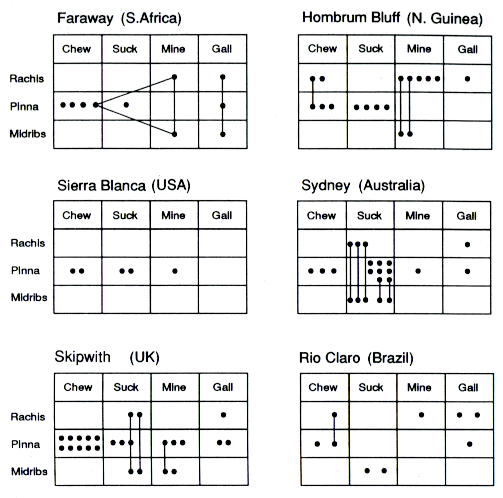 Faraway (S.Africa)
Hombrum Bluff (N. Guinea)
Chew Suck Mine Gall
Chew Suck Mine Gall
Rachis
Pinna
Midribs
Sierra Blanca (USA)
Sydney (Australia)
Chew Suck Mine Gall
Chew Suck Mine Gall
Rachis
Pinna
Midribs
Skipwith (UK)
Rio Claro (Brazil)
Chew Suck Mine Gall
Chew Suck Mine Gall
Rachis
Pinna
Midribs